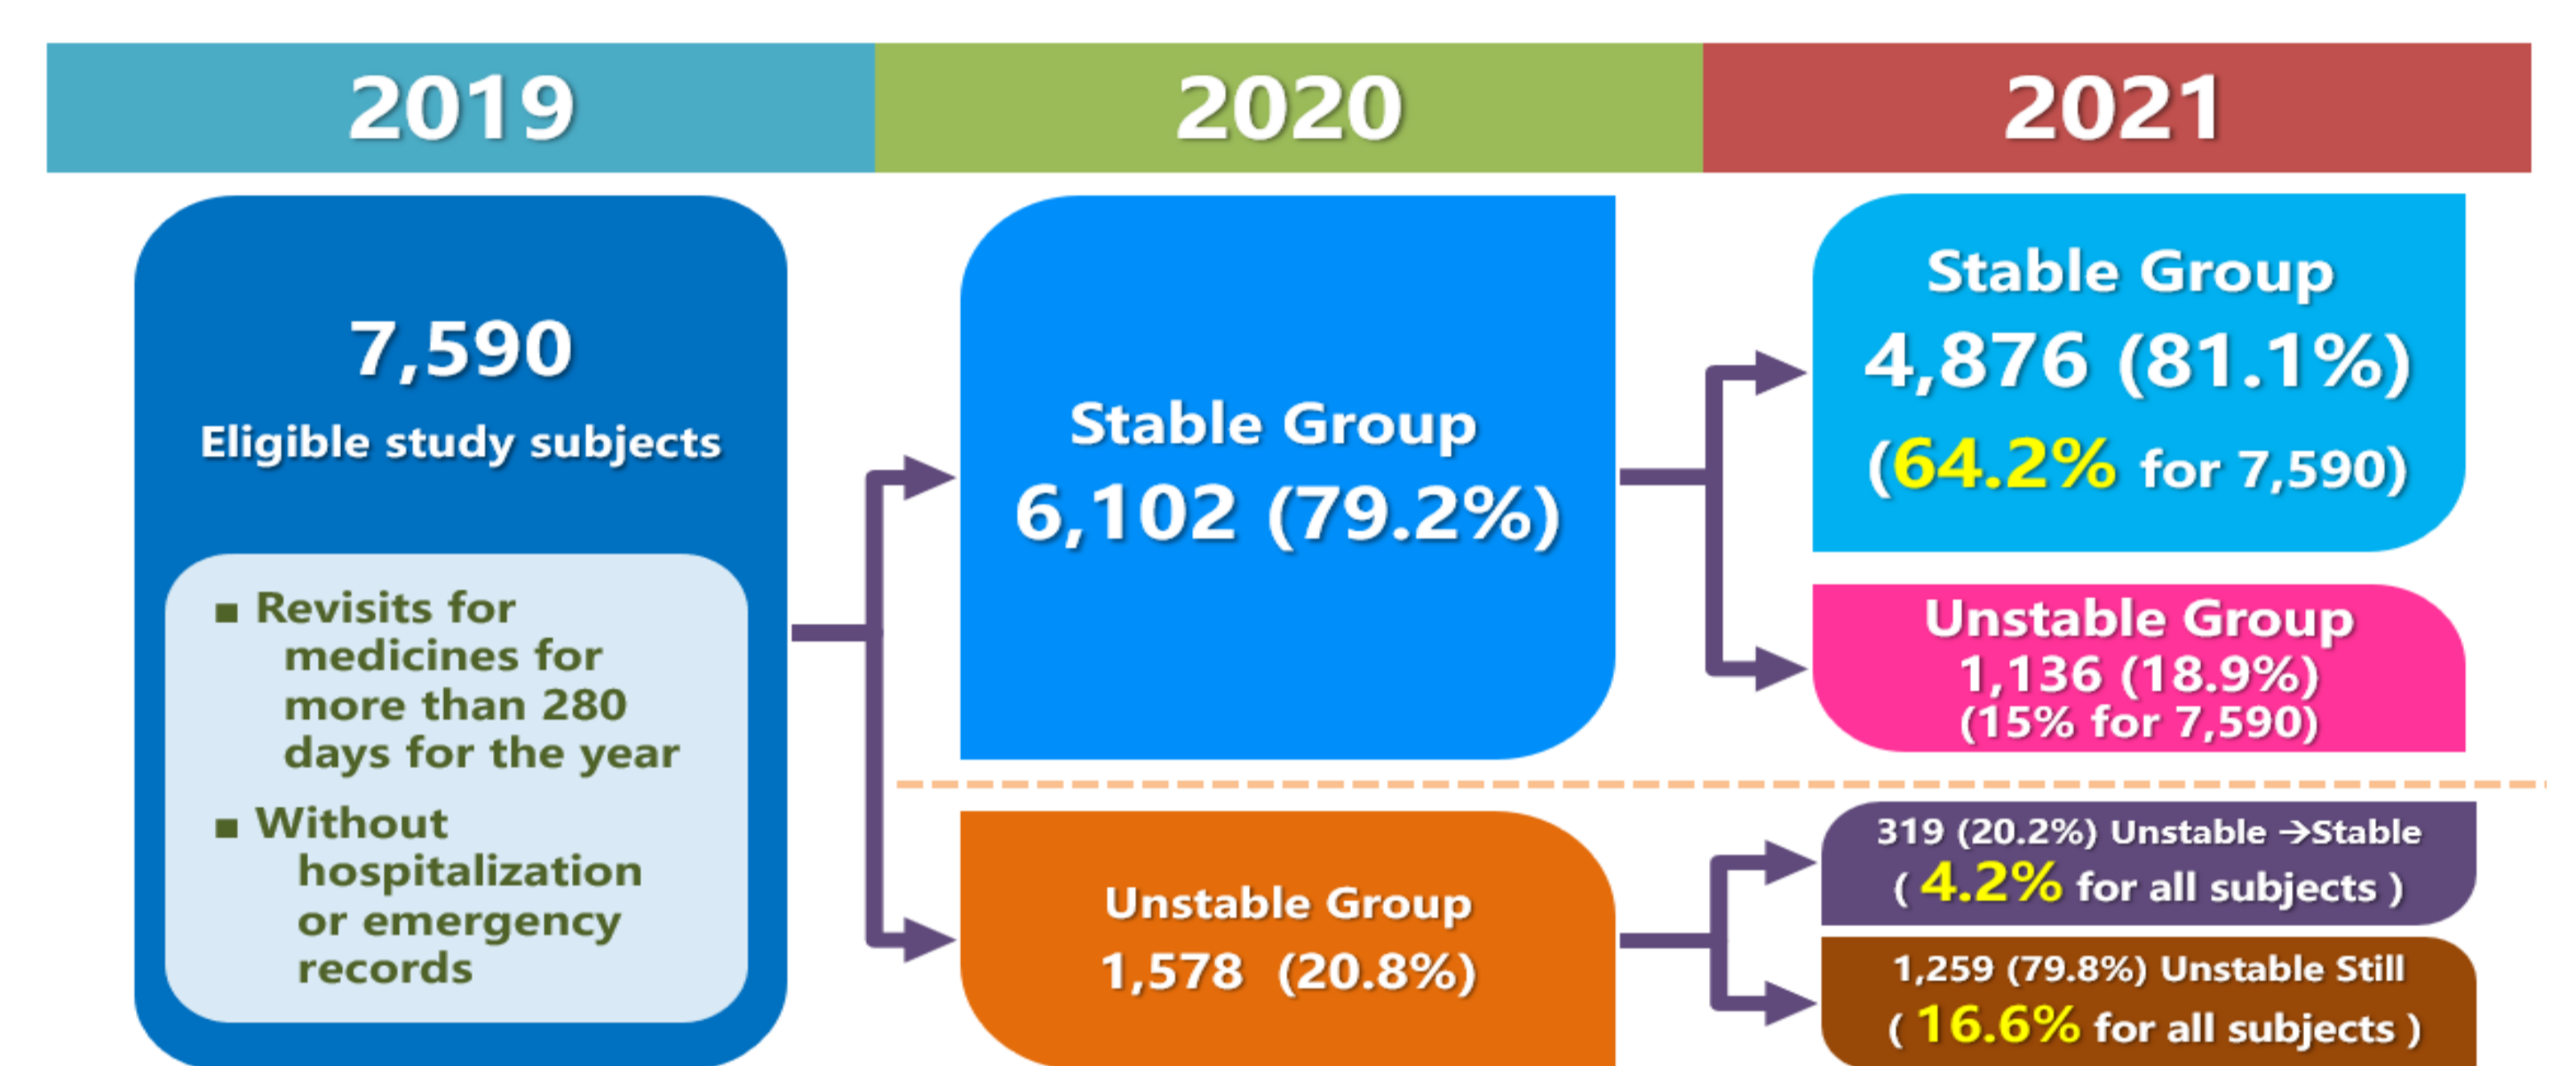 2019
2020
2021
7,590
Eligible study subjects
■ Revisits for
medicines for
more than 280
days for the year
■ Without
hospitalization
or emergency
records
Stable Group
6,102 (79.2%)
Unstable Group
1,578 (20.8%)
Stable Group
4,876 (81.1%)
(64.2% for 7,590)
Unstable Group
1,136 (18.9%)
(15% for 7,590)
319 (20.2%) Unstable →Stable
( 4.2% for all subjects )
1,259 (79.8%) Unstable Still
( 16.6% for all subjects )